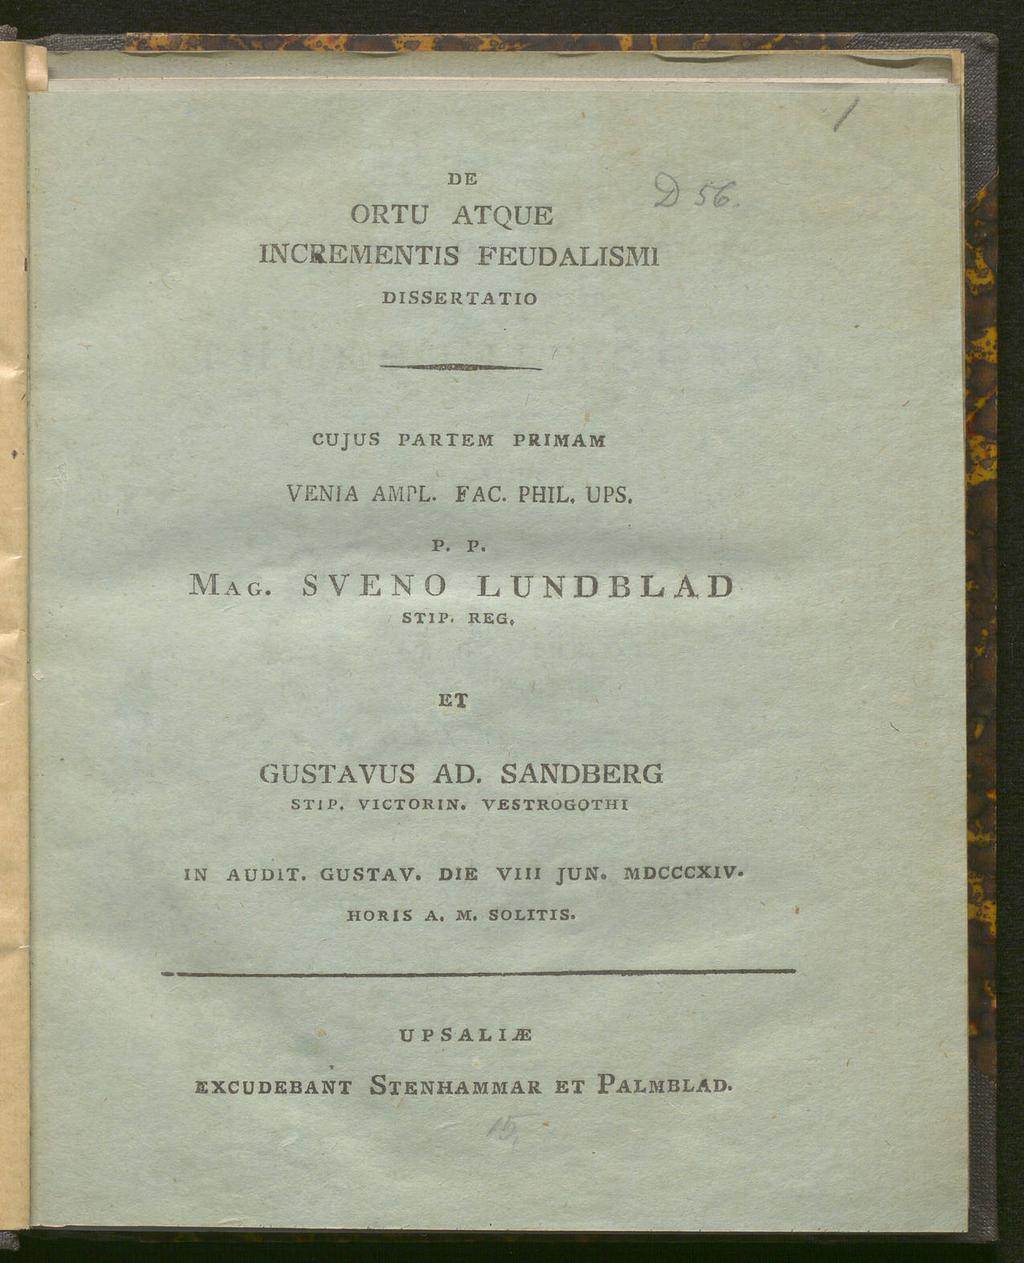 /
DE
D 56.
ORTU ATQUE
INCREMENTIS FEUDALISMI
DISSERTATIO
CUJUS PARTEM PRIMAM
VENIA AMPL. FAC. PHIL. UPS.
P. P.
MAG. SVENO LUNDBLAD
STIP. REG.
ET
GUSTAVUS AD. SANDBERG
STIP. VICTORIN. VESTROGOTHI
IN AUDIT. GUSTAV. DIE VIII JUN. MDCCCXIV.
HORIS A. M. SOLITIS.
UPSALIÆ
EXCUDEBANT STENHAMMAR ET PALMBLAD.